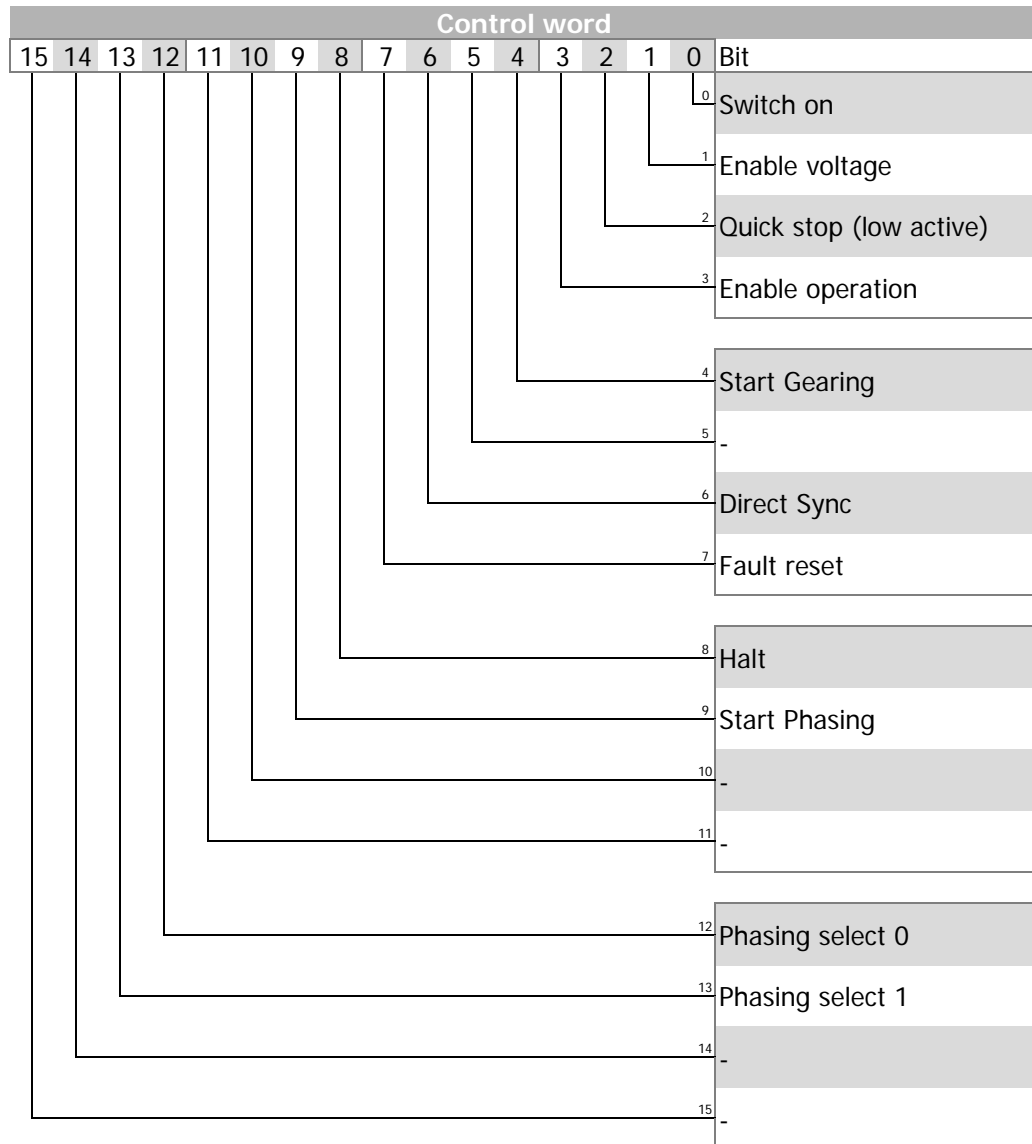 Control word
15 14 13 12 11 10 9 8 7 6 5 4 3 2 1 0 Bit
0 Switch on
1 Enable voltage
2 Quick stop (low active)
3 Enable operation
4 Start Gearing
5 -
6 Direct Sync
7 Fault reset
8 Halt
9 Start Phasing
10 -
11 -
12 Phasing select 0
13 Phasing select 1
14 -
15 -